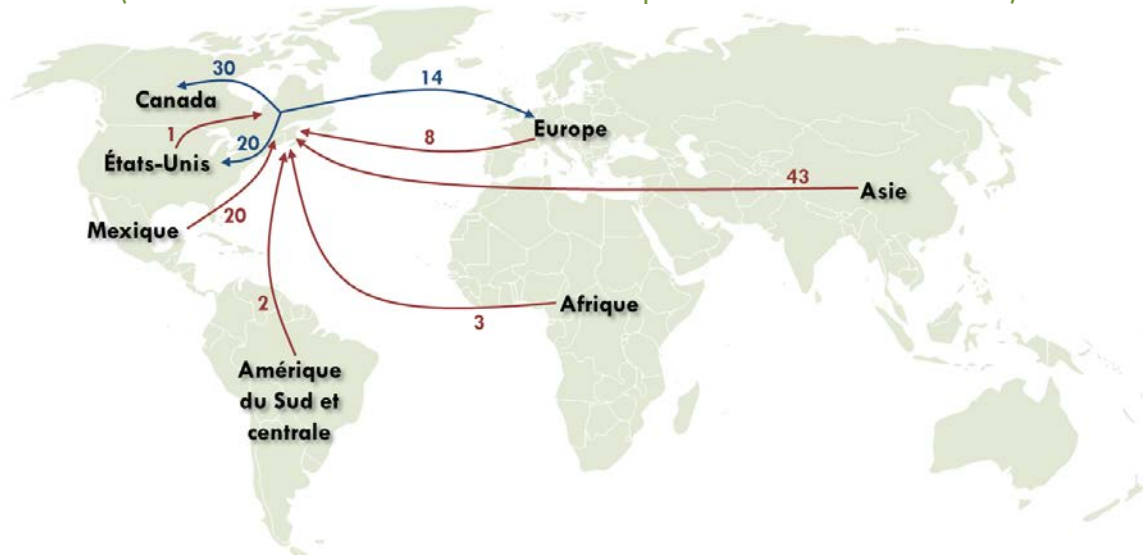 30
14
Canada
Europe
1
8
20
États-Unis
43
Asie
20
Mexique
2
3
Afrique
Amérique
du Sud et
centrale